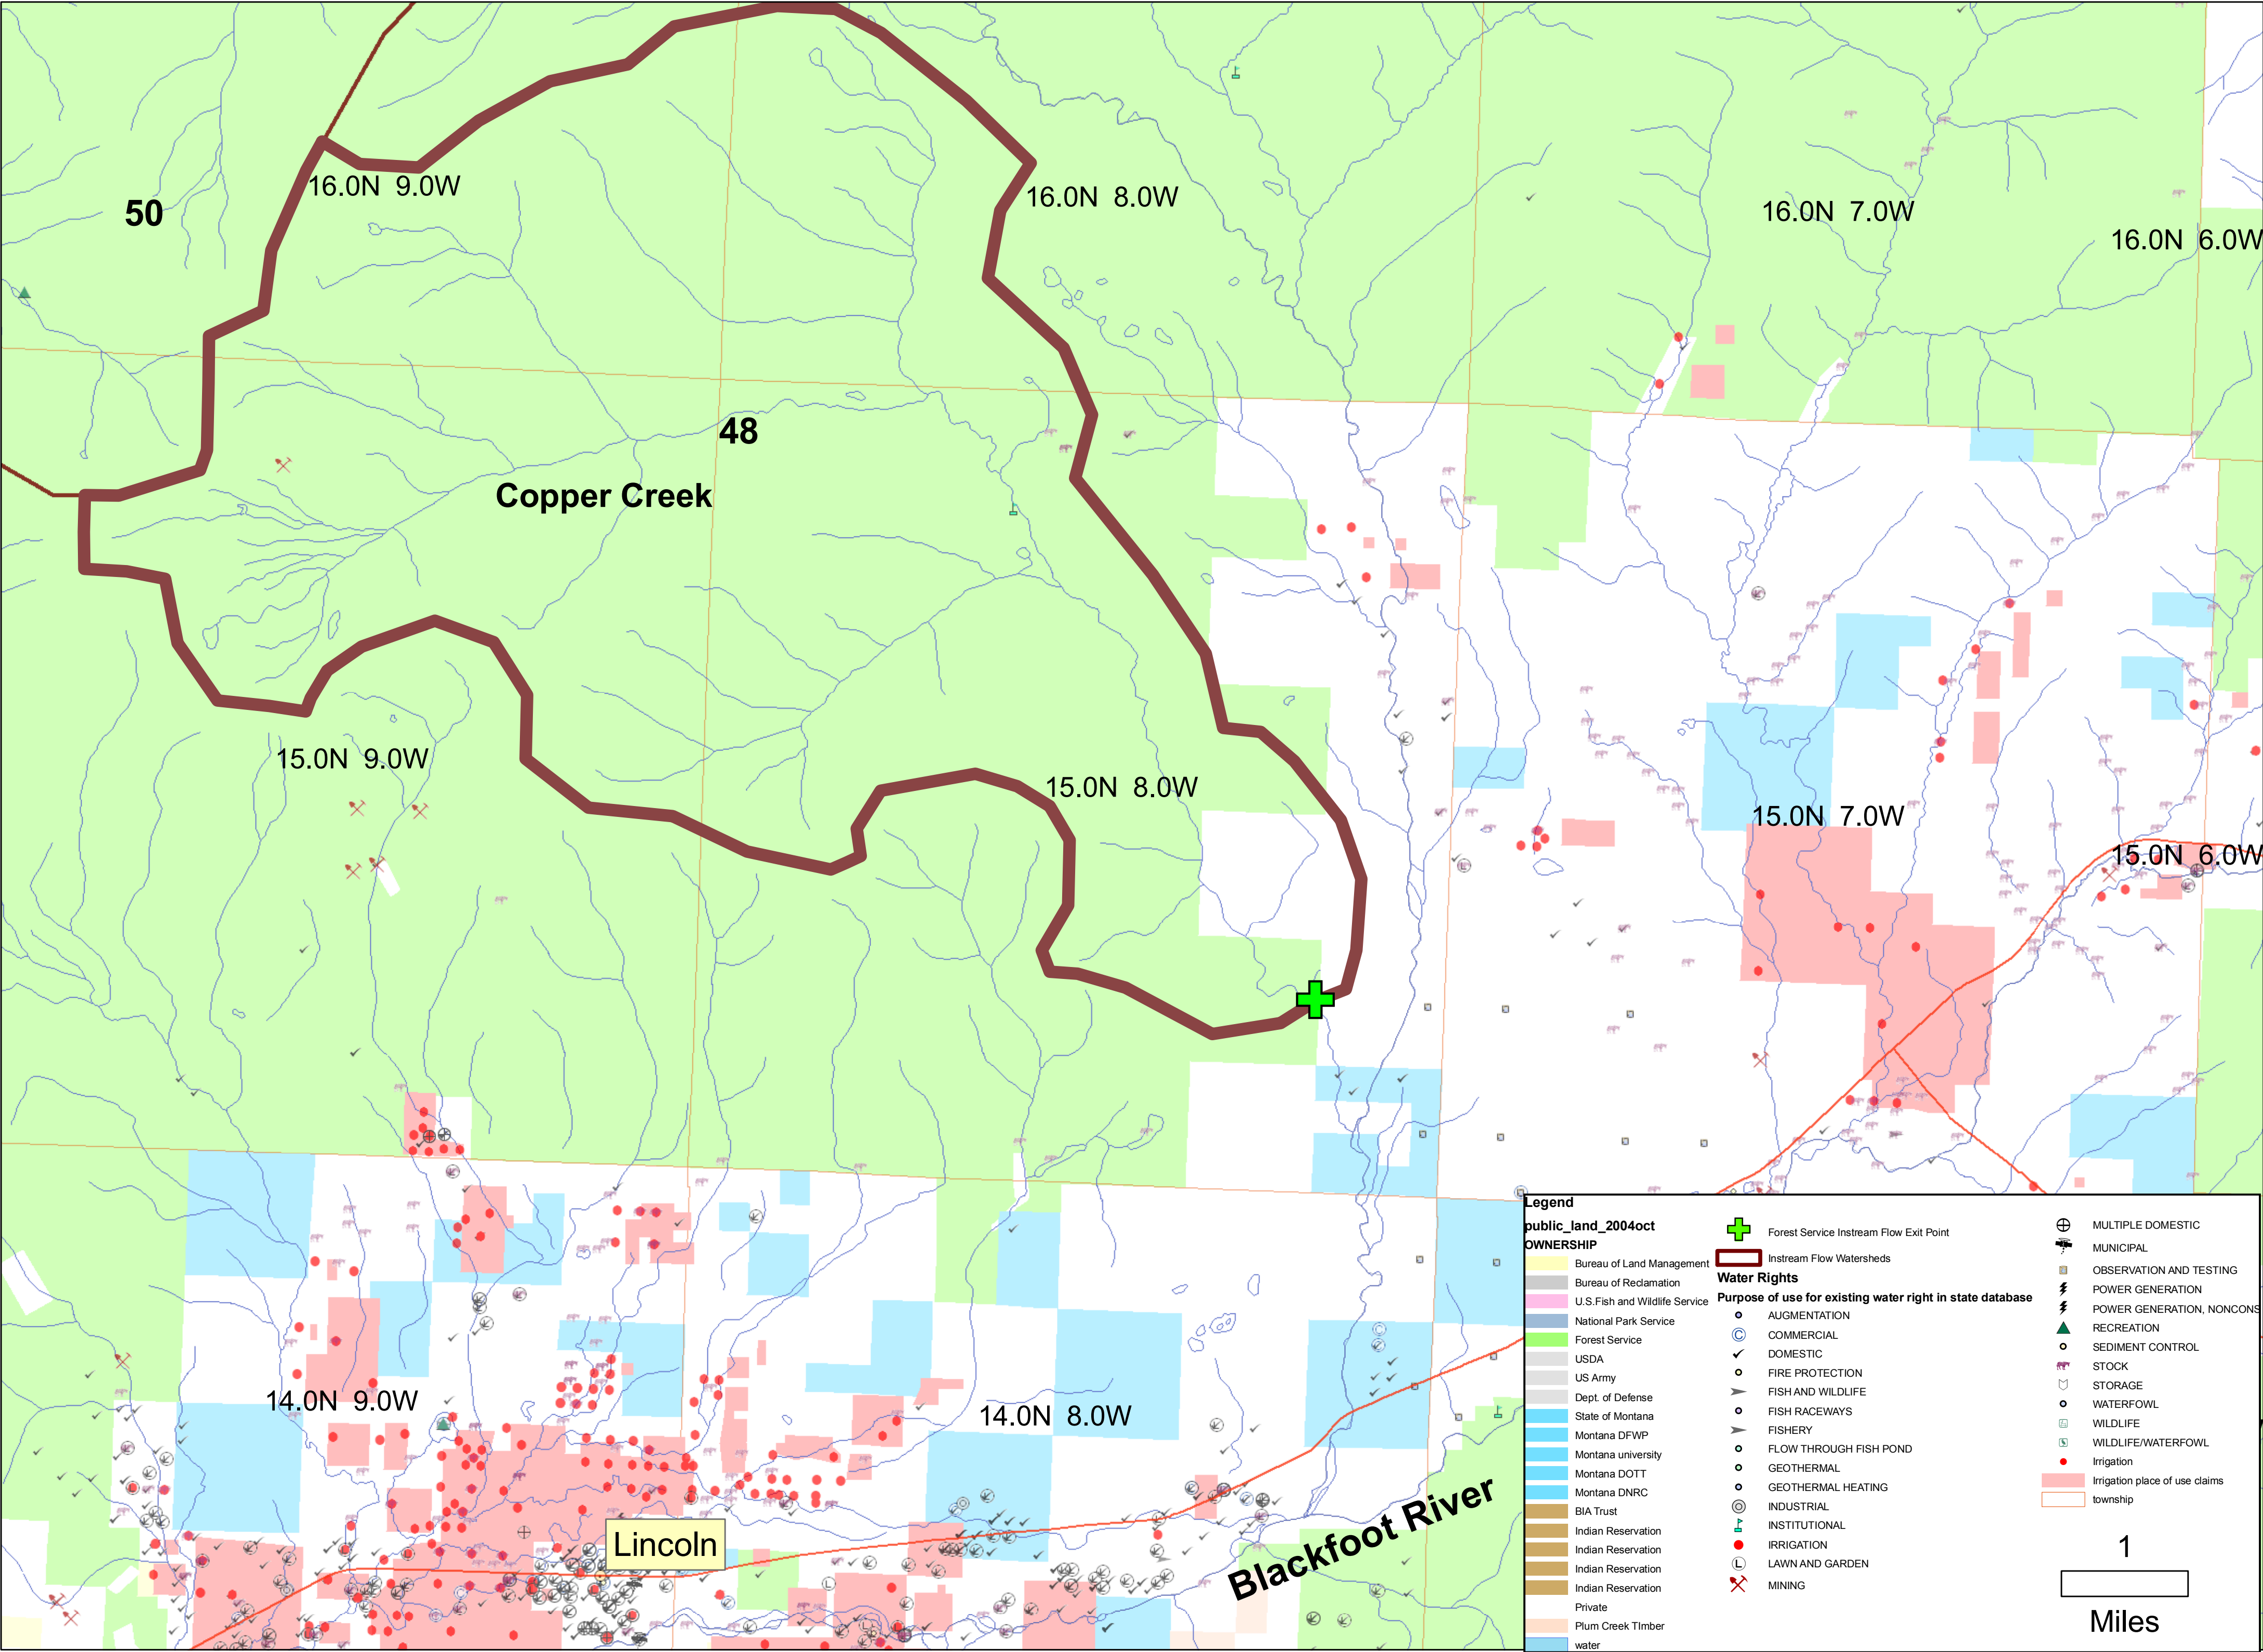 50
16.0N 9.0W
16.0N 8.0W
16.0N 7.0W
16.0N 6.0W
48
Copper Creek
15.0N 9.0W
15.0N 8.0W
15.0N 7.0W
15.0N 6.0W
14.0N 9.0W
14.0N 8.0W
Lincoln
Blackfoot River
Legend
public_land_2004oct
OWNERSHIP
Bureau of Land Management
Bureau of Reclamation
U.S.Fish and Wildlife Service
National Park Service
Forest Service
USDA
US Army
Dept. of Defense
State of Montana
Montana DFWP
Montana university
Montana DOTT
Montana DNRC
BIA Trust
Indian Reservation
Indian Reservation
Indian Reservation
Indian Reservation
Private
Plum Creek TImber
water
Forest Service Instream Flow Exit Point
Instream Flow Watersheds
Water Rights
Purpose of use for existing water right in state database
AUGMENTATION
COMMERCIAL
DOMESTIC
FIRE PROTECTION
FISH AND WILDLIFE
FISH RACEWAYS
FISHERY
FLOW THROUGH FISH POND
GEOTHERMAL
GEOTHERMAL HEATING
INDUSTRIAL
INSTITUTIONAL
IRRIGATION
LAWN AND GARDEN
MINING
MULTIPLE DOMESTIC
MUNICIPAL
OBSERVATION AND TESTING
POWER GENERATION
POWER GENERATION, NONCONS
RECREATION
SEDIMENT CONTROL
STOCK
STORAGE
WATERFOWL
WILDLIFE
WILDLIFE/WATERFOWL
Irrigation
Irrigation place of use claims
township
1
Miles